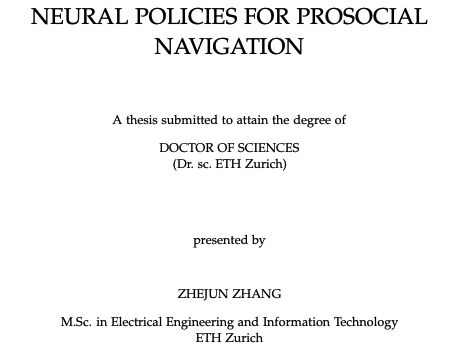 NEURAL POLICIES FOR PROSOCIAL
NAVIGATION
A thesis submitted to attain the degree of
DOCTOR OF SCIENCES
(Dr. sc. ETH Zurich)
presented by
ZHEJUN ZHANG
M.Sc. in Electrical Engineering and Information Technology
ETH Zurich